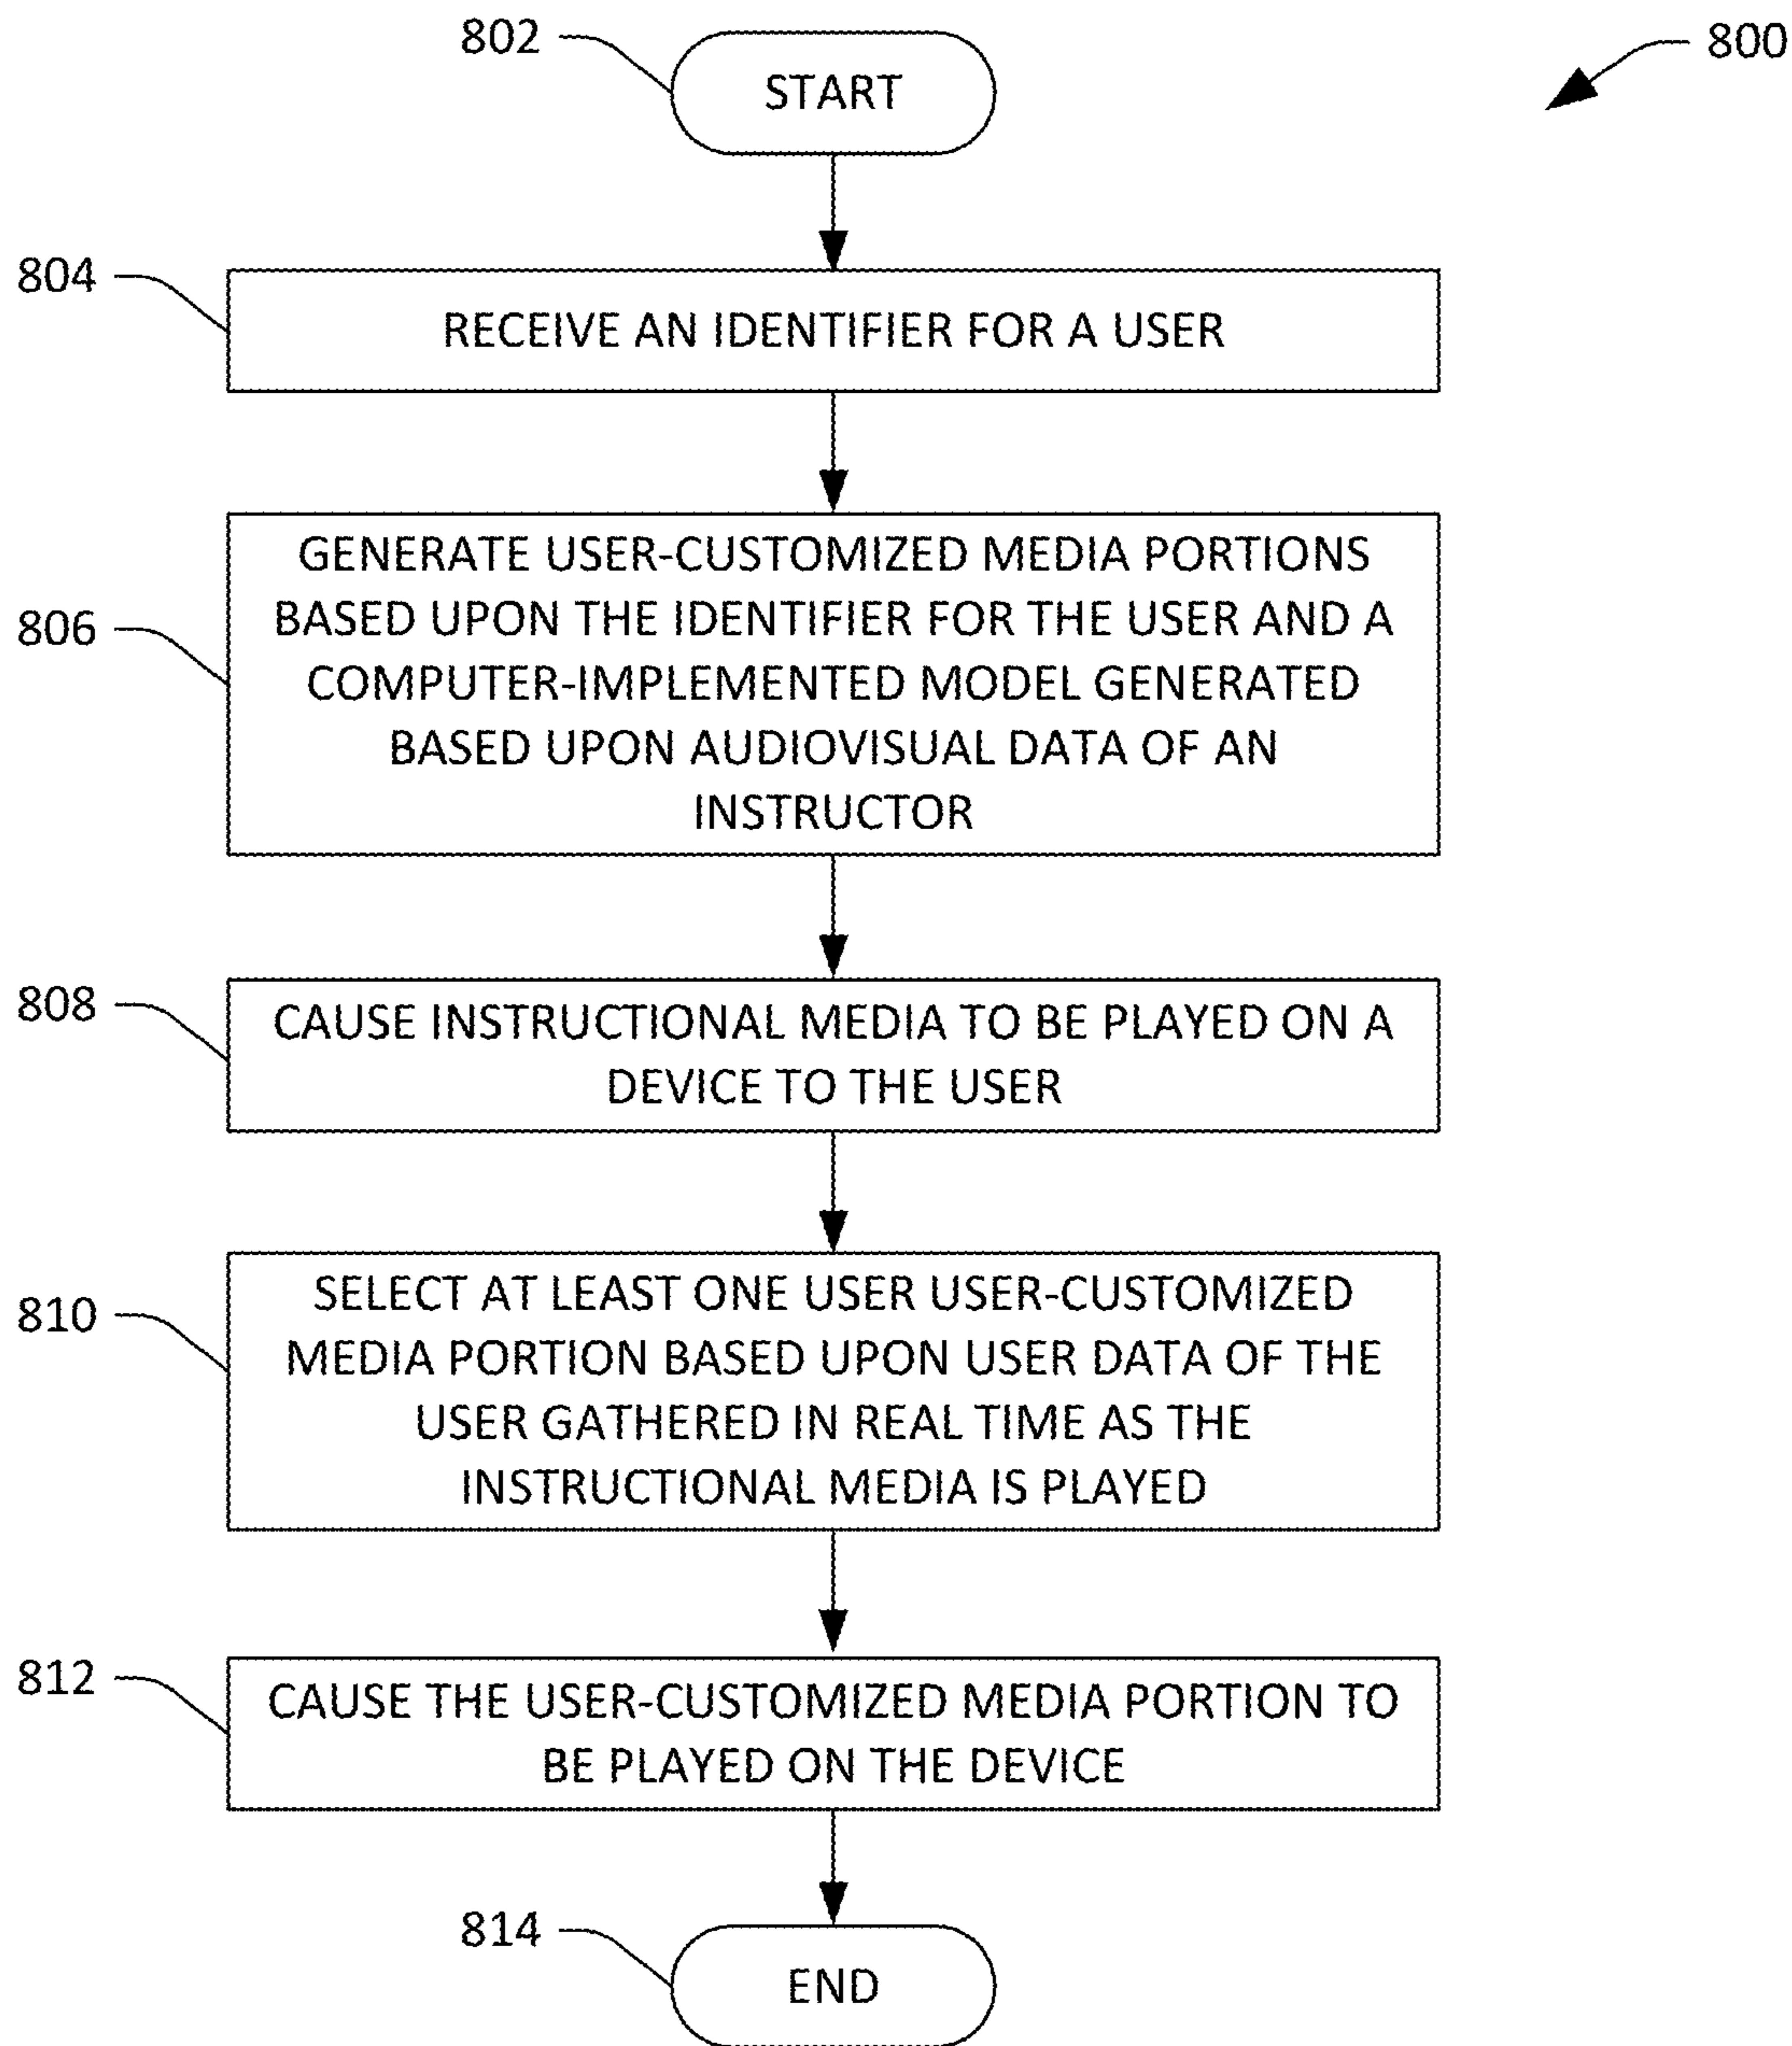 802
START
800
804
RECEIVE AN IDENTIFIER FOR A USER
806
GENERATE USER-CUSTOMIZED MEDIA PORTIONS
BASED UPON THE IDENTIFIER FOR THE USER AND A
COMPUTER-IMPLEMENTED MODEL GENERATED
BASED UPON AUDIOVISUAL DATA OF AN
INSTRUCTOR
808
CAUSE INSTRUCTIONAL MEDIA TO BE PLAYED ON A
DEVICE TO THE USER
810
SELECT AT LEAST ONE USER USER-CUSTOMIZED
MEDIA PORTION BASED UPON USER DATA OF THE
USER GATHERED IN REAL TIME AS THE
INSTRUCTIONAL MEDIA IS PLAYED
812
CAUSE THE USER-CUSTOMIZED MEDIA PORTION TO
BE PLAYED ON THE DEVICE
814
END